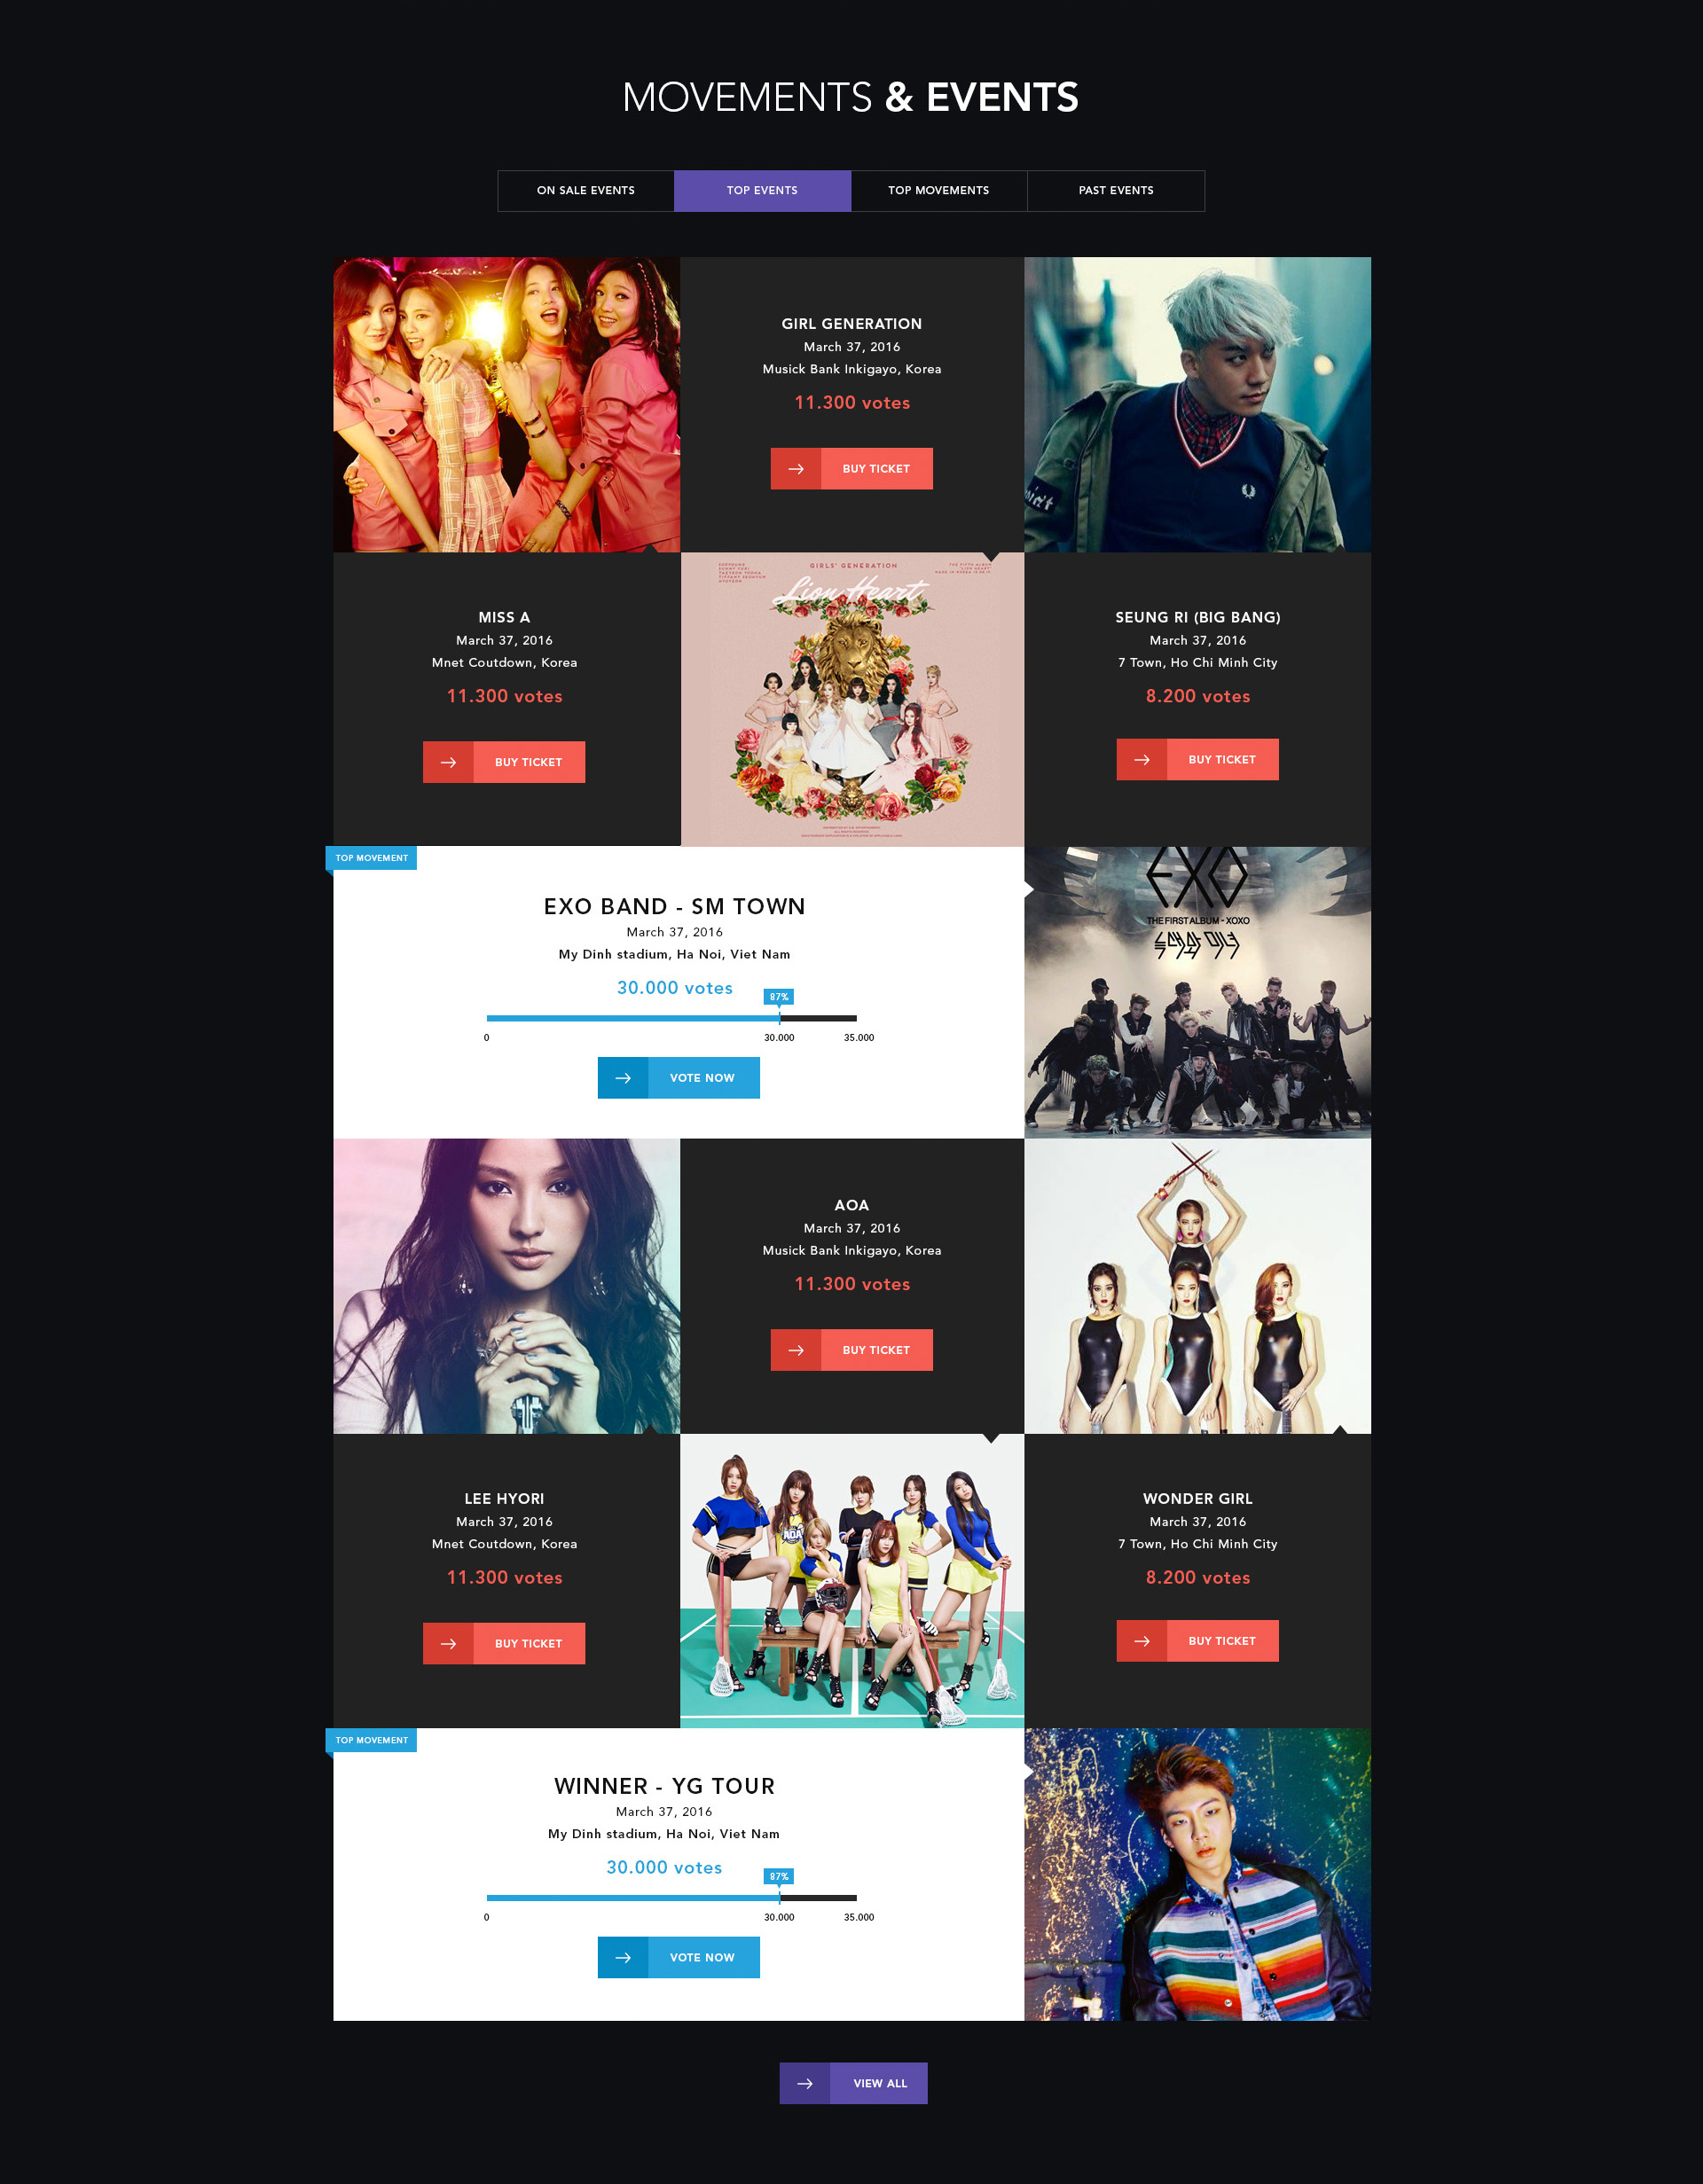 MOVEMENTS & EVENTS
ON SALE EVENTS
TOP EVENTS
TOP MOVEMENTS
PAST EVENTS
GIRL GENERATION
March 37, 2016
Musick Bank Inkigayo, Korea
11.300 votes
BUY TICKET
MISS A
March 37, 2016
Mnet Coutdown, Korea
11.300 votes
BUY TICKET
GIRLS' GENERATION
Lion Heart
SEUNG RI (BIG BANG)
March 37, 2016
7 Town, Ho Chi Minh City
8.200 votes
BUY TICKET
TOP MOVEMENT
EXO BAND - SM TOWN
March 37, 2016
My Dinh stadium, Ha Noi, Viet Nam
30.000 votes
87%
0
30.000
35.000
VOTE NOW
EXO
THE FIRST ALBUM - XOXO
AOA
March 37, 2016
Musick Bank Inkigayo, Korea
11.300 votes
BUY TICKET
LEE HYORI
March 37, 2016
Mnet Coutdown, Korea
11.300 votes
BUY TICKET
AOA
WONDER GIRL
March 37, 2016
7 Town, Ho Chi Minh City
8.200 votes
BUY TICKET
TOP MOVEMENT
WINNER - YG TOUR
March 37, 2016
My Dinh stadium, Ha Noi, Viet Nam
30.000 votes
87%
0
30.000
35.000
VOTE NOW
VIEW ALL